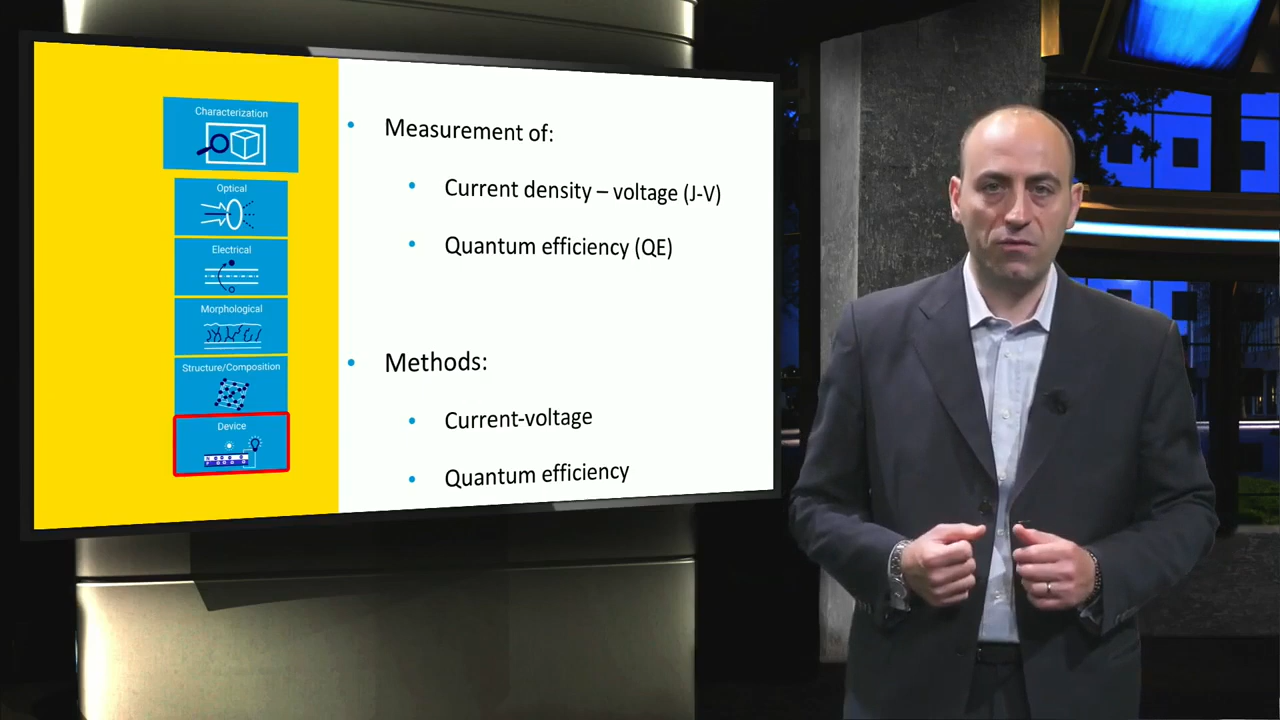 Characterization
Optical
Electrical
Morphological
Structure/Composition
Device
• Measurement of:
• Current density – voltage (J-V)
• Quantum efficiency (QE)
• Methods:
• Current-voltage
• Quantum efficiency